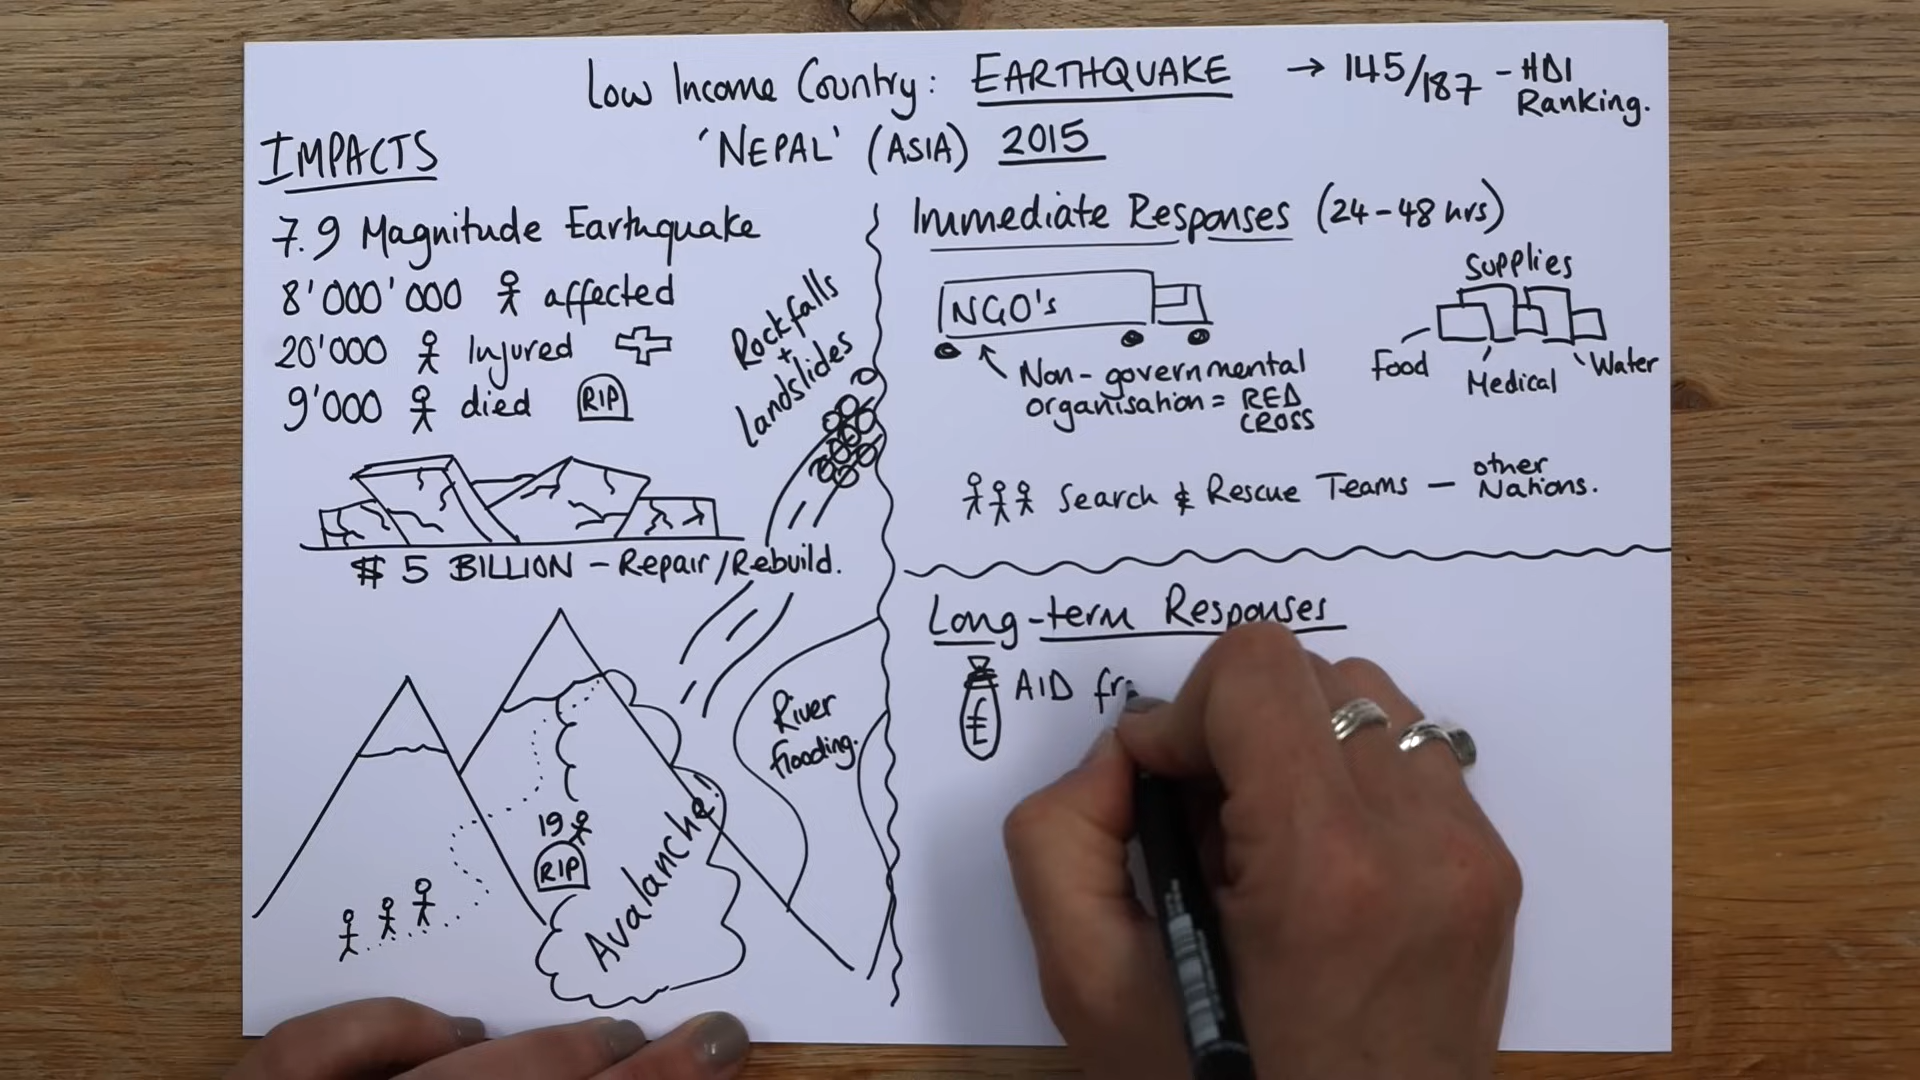 Low Income Country: EARTHQUAKE → 145/187 - HDI
Ranking.
'NEPAL' (ASIA) 2015
IMPACTS
7.9 Magnitude Earthquake
8'000'000 affected
20'000 Injured
9'000 died RIP
Rockfalls
+
landslides
$ 5 BILLION - Repair/Rebuild.
River
flooding.
19
RIP
Avalanche!
Immediate Responses (24-48 hrs)
NGO's
Non-governmental
organisation = RED
CROSS
Supplies
Food
Medical
Water
Search & Rescue Teams - other
Nations.
Long-term Responses
£ AID fr